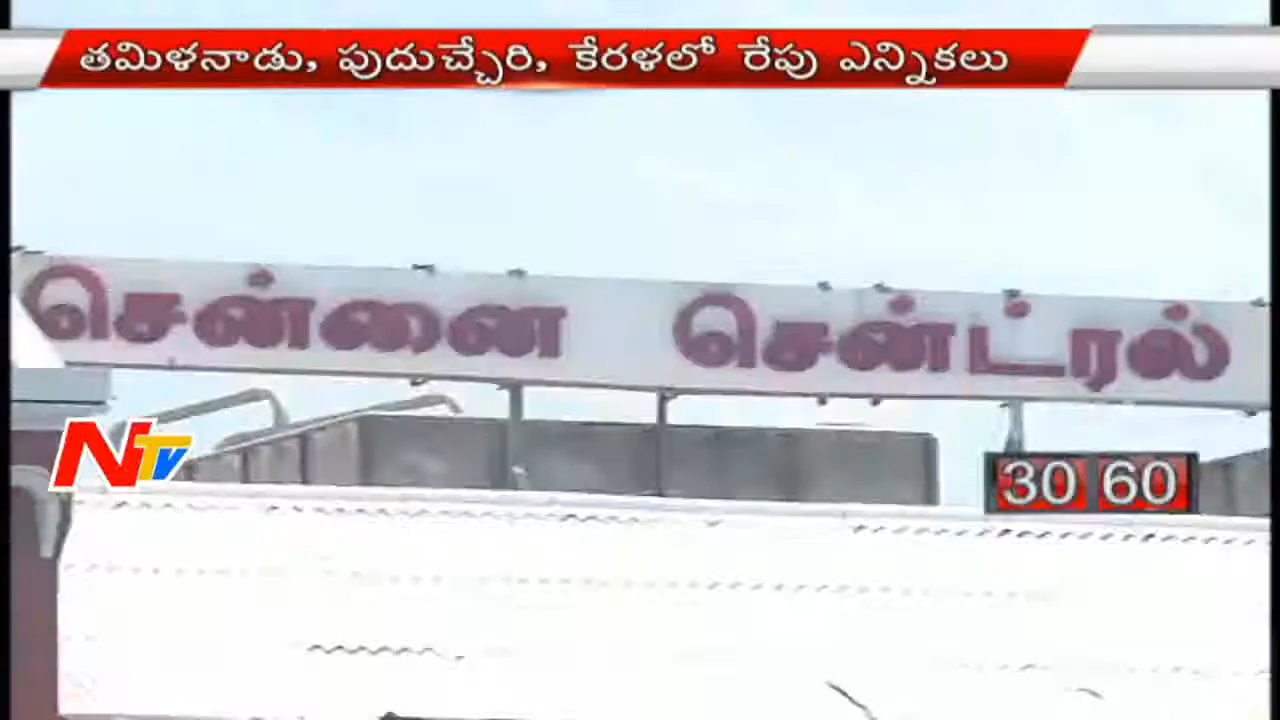 తమిళనాడు, పుదుచ్చేరి, కేరళలో రేపు ఎన్నికలు
சென்னை சென்ட்ரல்
NTV
30 60